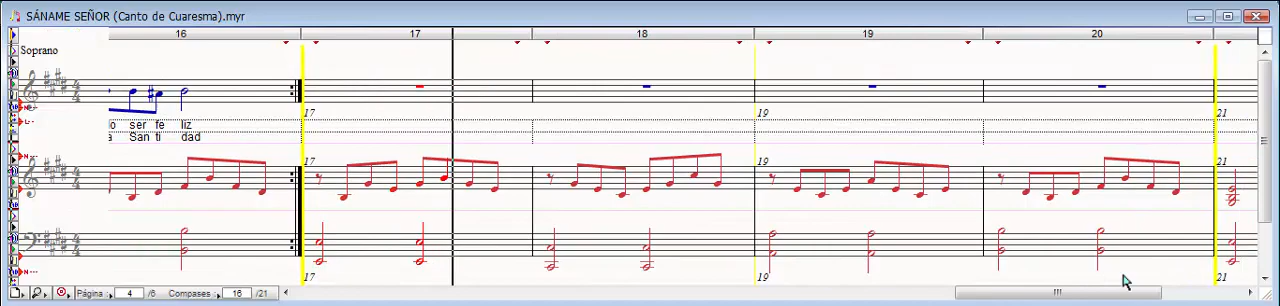 SÁNAME SEÑOR (Canto de Cuaresma).myr
16 17 18 19 20
Soprano
17 19 21
ser fe liz
San ti dad
17 19 21
17 19 21
Página: 4 /6 Compases: 16 /21